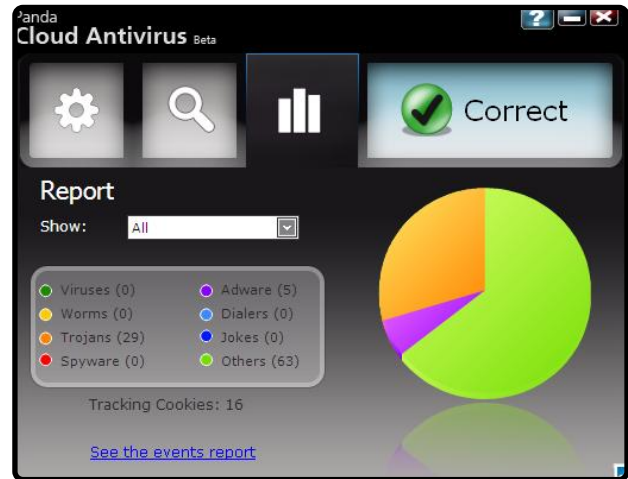 Panda
Cloud Antivirus Beta
?
Correct
Report
Show: All
Viruses (0) Adware (5)
Worms (0) Dialers (0)
Trojans (29) Jokes (0)
Spyware (0) Others (63)
Tracking Cookies: 16
See the events report